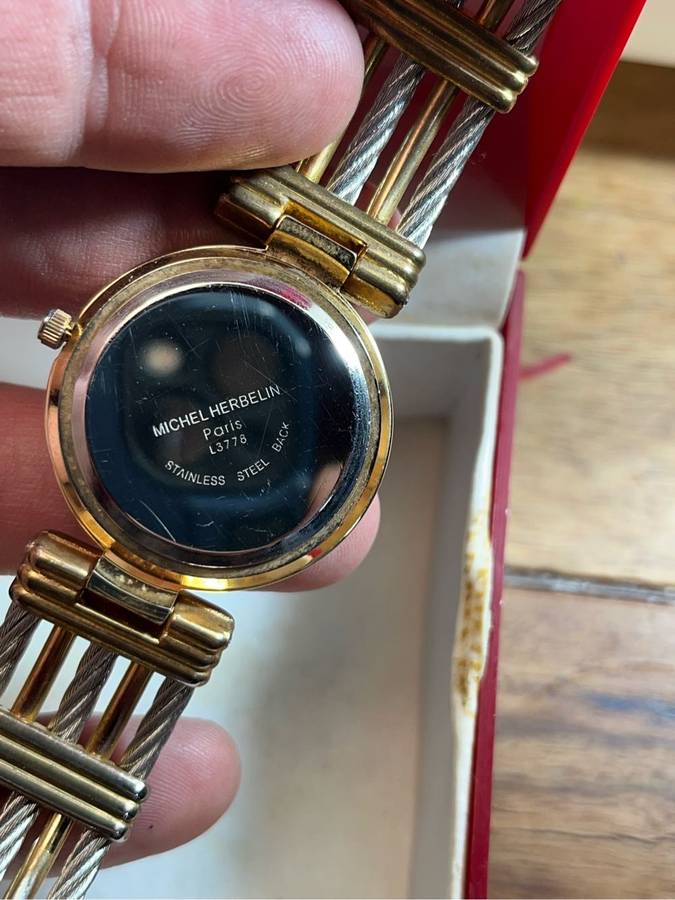 MICHEL HERBELIN
Paris
L3778
STAINLESS STEEL BACK